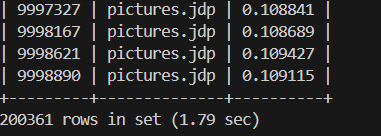 | 9997327 | pictures.jdp | 0.108841 |
| 9998167 | pictures.jdp | 0.108689 |
| 9998621 | pictures.jdp | 0.109427 |
| 9998890 | pictures.jdp | 0.109115 |
+---------+--------------+----------+
200361 rows in set (1.79 sec)